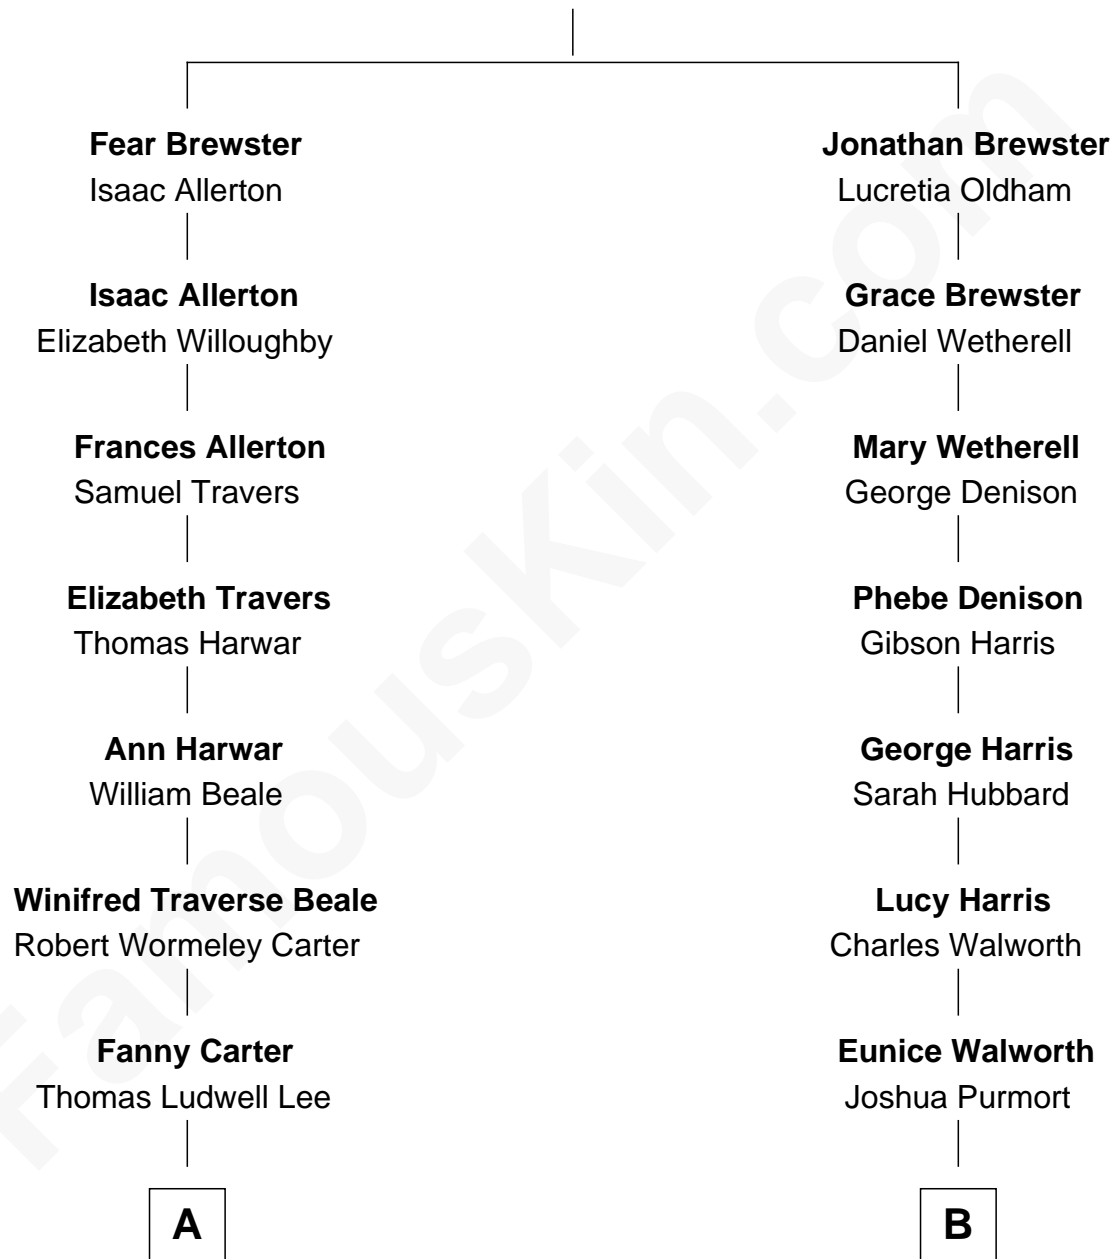 Fear Brewster
Isaac Allerton
Isaac Allerton
Elizabeth Willoughby
Frances Allerton
Samuel Travers
Elizabeth Travers
Thomas Harwar
Ann Harwar
William Beale
Winifred Traverse Beale
Robert Wormeley Carter
Fanny Carter
Thomas Ludwell Lee
A
Jonathan Brewster
Lucretia Oldham
Grace Brewster
Daniel Wetherell
Mary Wetherell
George Denison
Phebe Denison
Gibson Harris
George Harris
Sarah Hubbard
Lucy Harris
Charles Walworth
Eunice Walworth
Joshua Purmort
B
FamousKin.com